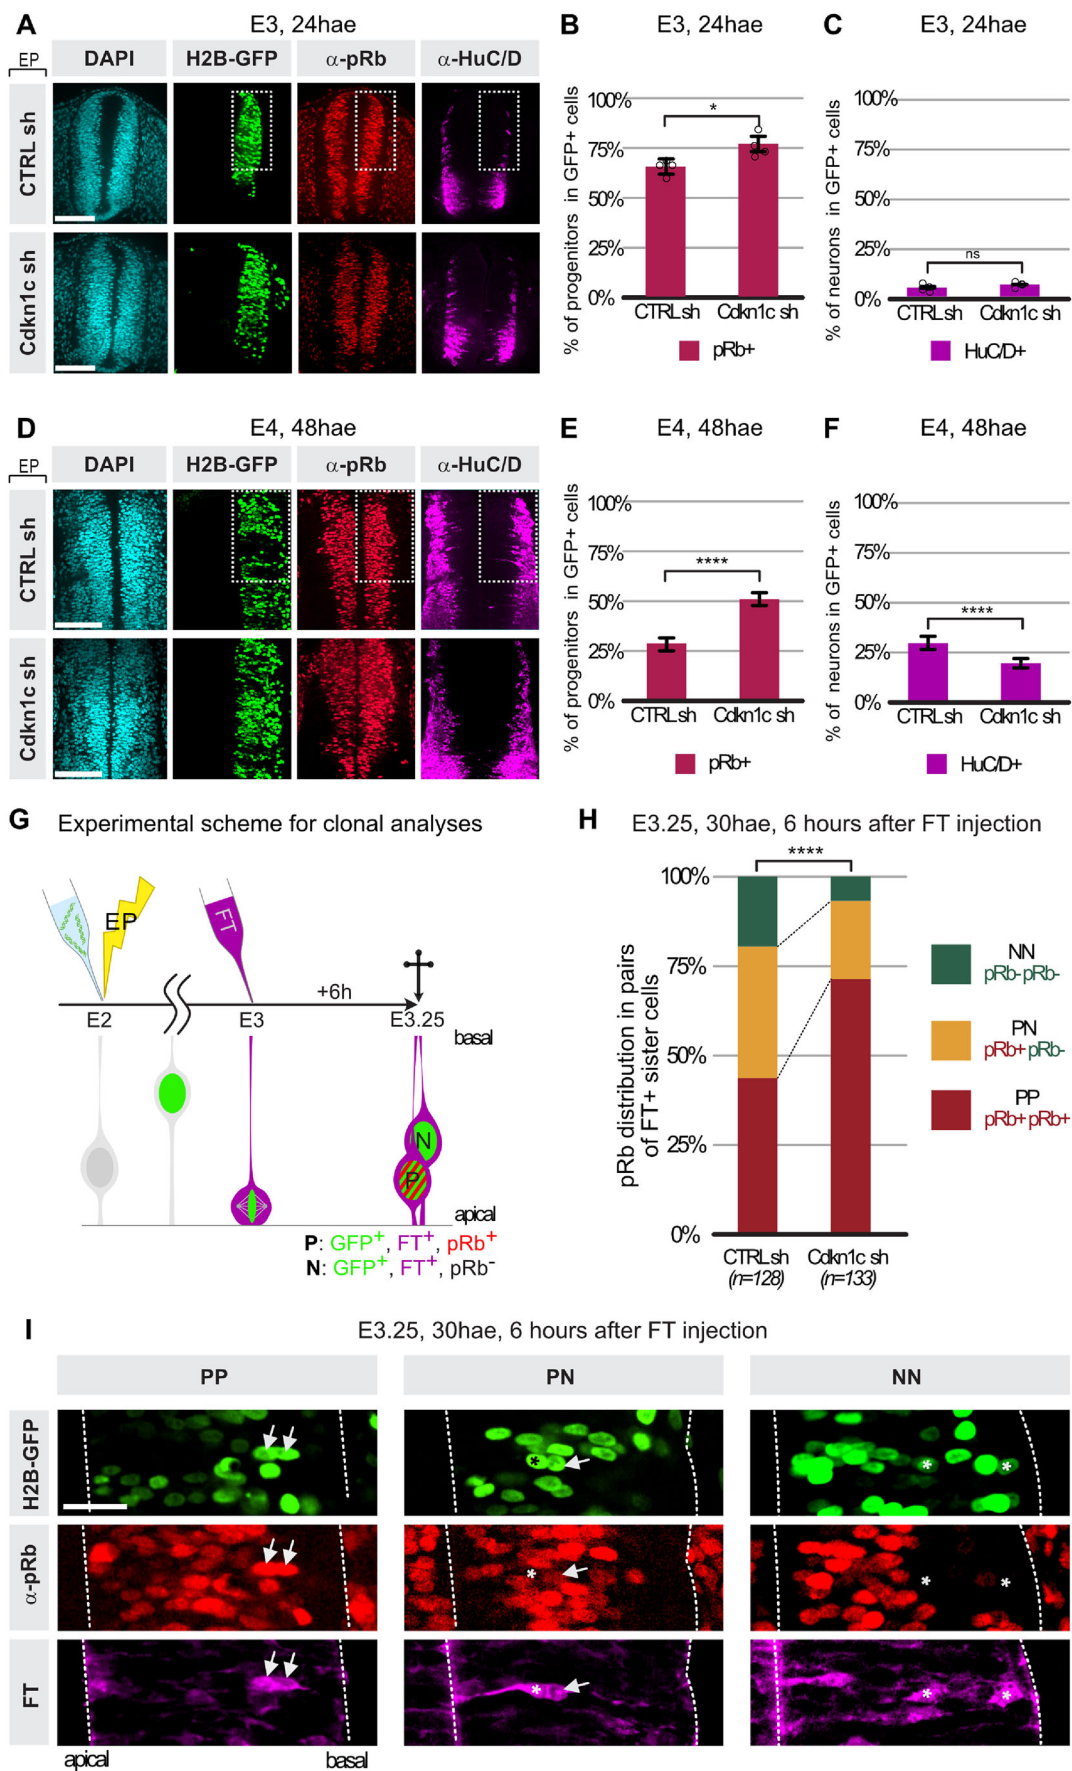 A E3, 24hae
EP DAPI H2B-GFP α-pRb α-HuC/D
CTRL sh
Cdkn1c sh
B E3, 24hae
% of progenitors in GFP+ cells
100%
75%
50%
25%
0%
*
CTRL sh Cdkn1c sh
pRb+
C E3, 24hae
% of neurons in GFP+ cells
100%
75%
50%
25%
0%
ns
CTRL sh Cdkn1c sh
HuC/D+
D E4, 48hae
EP DAPI H2B-GFP α-pRb α-HuC/D
CTRL sh
Cdkn1c sh
E E4, 48hae
% of progenitors in GFP+ cells
100%
75%
50%
25%
0%
****
CTRL sh Cdkn1c sh
pRb+
F E4, 48hae
% of neurons in GFP+ cells
100%
75%
50%
25%
0%
****
CTRL sh Cdkn1c sh
HuC/D+
G Experimental scheme for clonal analyses
EP
FT
+6h
E2 E3 E3.25
basal
N
P
apical
P: GFP+, FT+, pRb+
N: GFP+, FT+, pRb-
H E3.25, 30hae, 6 hours after FT injection
pRb distribution in pairs
of FT+ sister cells
****
100%
75%
50%
25%
0%
CTRL sh Cdkn1c sh
(n=128) (n=133)
NN
pRb- pRb-
PN
pRb+ pRb-
PP
pRb+ pRb+
I E3.25, 30hae, 6 hours after FT injection
PP PN NN
H2B-GFP
* * *
α-pRb
* * *
FT
* * *
apical basal